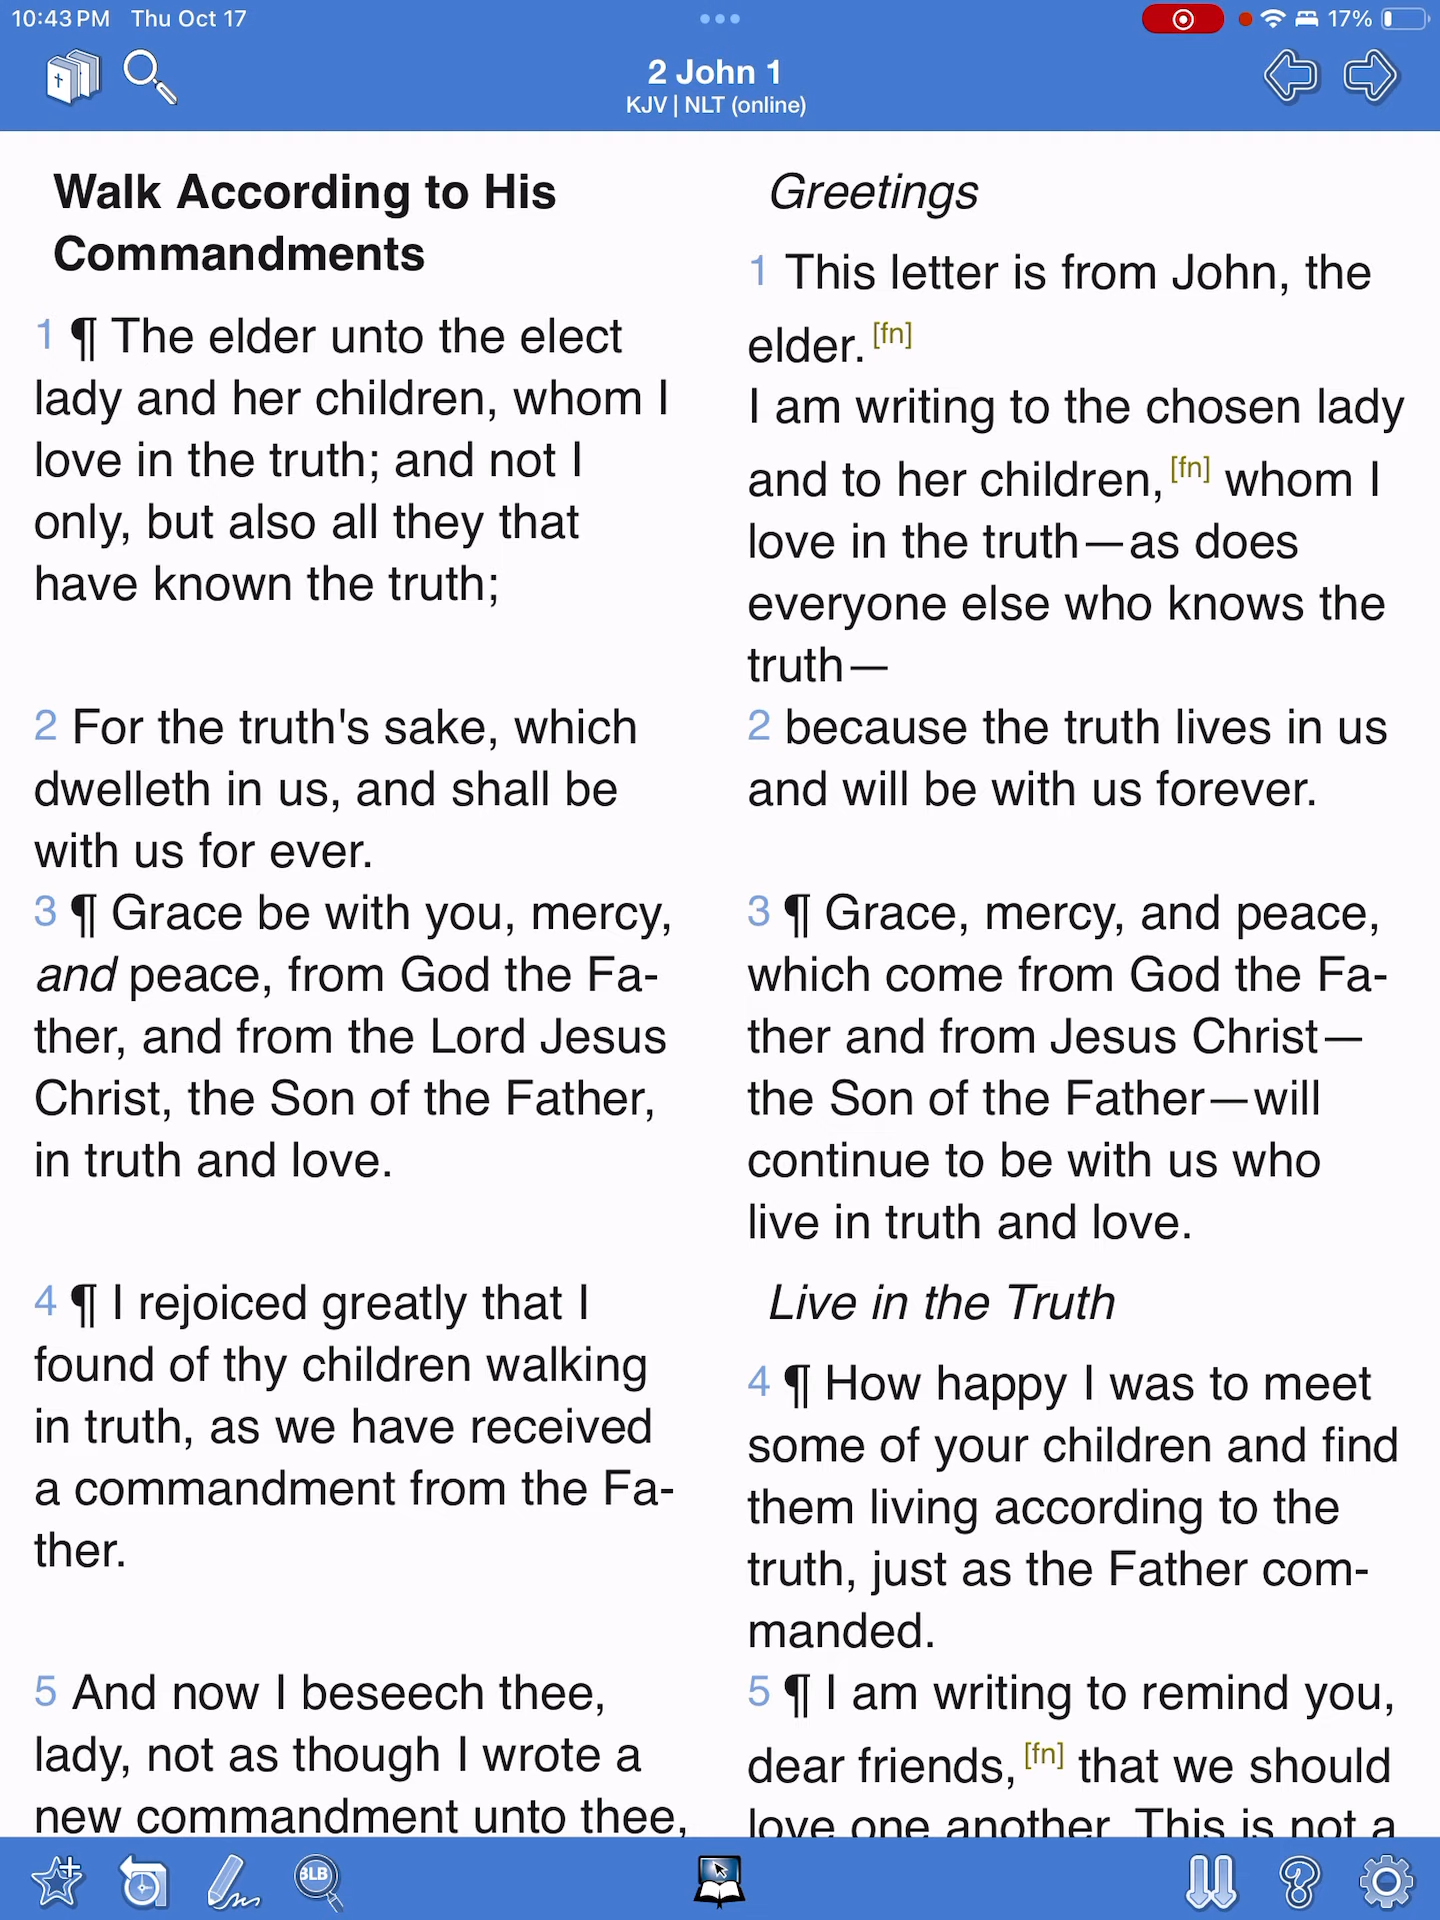 10:43 PM Thu Oct 17
17%
2 John 1
KJV | NLT (online)
Walk According to His
Commandments
1 ¶ The elder unto the elect
lady and her children, whom I
love in the truth; and not I
only, but also all they that
have known the truth;
2 For the truth's sake, which
dwelleth in us, and shall be
with us for ever.
3 ¶ Grace be with you, mercy,
and peace, from God the Fa-
ther, and from the Lord Jesus
Christ, the Son of the Father,
in truth and love.
4 ¶ I rejoiced greatly that I
found of thy children walking
in truth, as we have received
a commandment from the Fa-
ther.
5 And now I beseech thee,
lady, not as though I wrote a
new commandment unto thee,
Greetings
1 This letter is from John, the
elder. [fn]
I am writing to the chosen lady
and to her children, [fn] whom I
love in the truth—as does
everyone else who knows the
truth—
2 because the truth lives in us
and will be with us forever.
3 ¶ Grace, mercy, and peace,
which come from God the Fa-
ther and from Jesus Christ—
the Son of the Father—will
continue to be with us who
live in truth and love.
Live in the Truth
4 ¶ How happy I was to meet
some of your children and find
them living according to the
truth, just as the Father com-
manded.
5 ¶ I am writing to remind you,
dear friends, [fn] that we should
love one another. This is not a
BLB